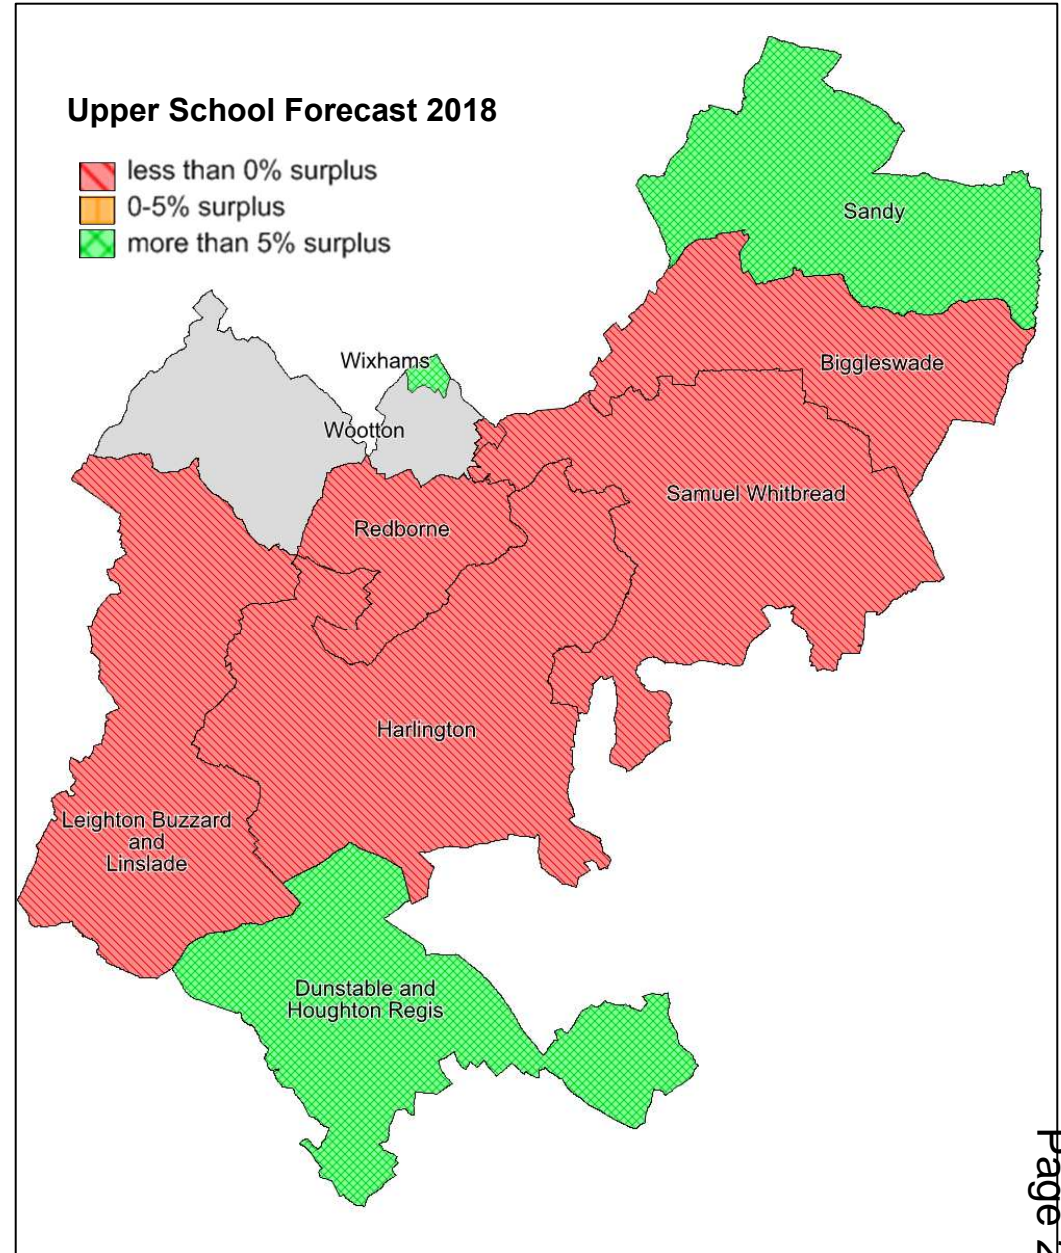 Upper School Forecast 2018
less than 0% surplus
0-5% surplus
more than 5% surplus
Sandy
Biggleswade
Wixhams
Wootton
Samuel Whitbread
Redborne
Harlington
Leighton Buzzard
and
Linslade
Dunstable and
Houghton Regis
Page